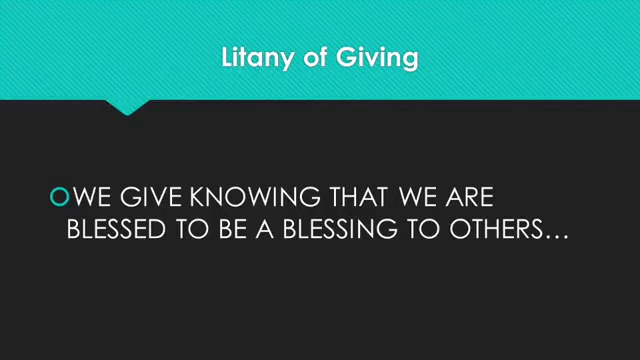 Litany of Giving
WE GIVE KNOWING THAT WE ARE
BLESSED TO BE A BLESSING TO OTHERS…